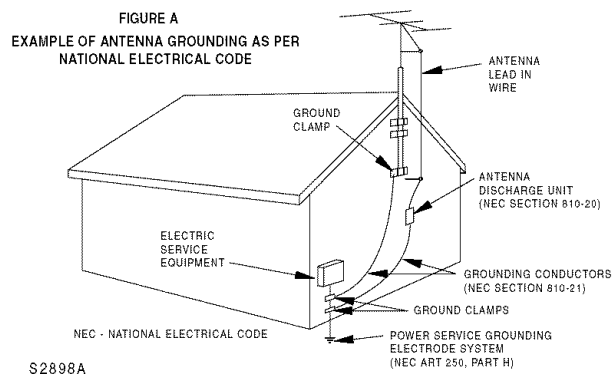 FIGURE A
EXAMPLE OF ANTENNA GROUNDING AS PER
NATIONAL ELECTRICAL CODE
ANTENNA
LEAD IN
WIRE
GROUND
CLAMP
ANTENNA
DISCHARGE UNIT
(NEC SECTION 810-20)
ELECTRIC
SERVICE
EQUIPMENT
GROUNDING CONDUCTORS
(NEC SECTION 810-21)
GROUND CLAMPS
NEC - NATIONAL ELECTRICAL CODE
POWER SERVICE GROUNDING
ELECTRODE SYSTEM
(NEC ART 250, PART H)
S2898A